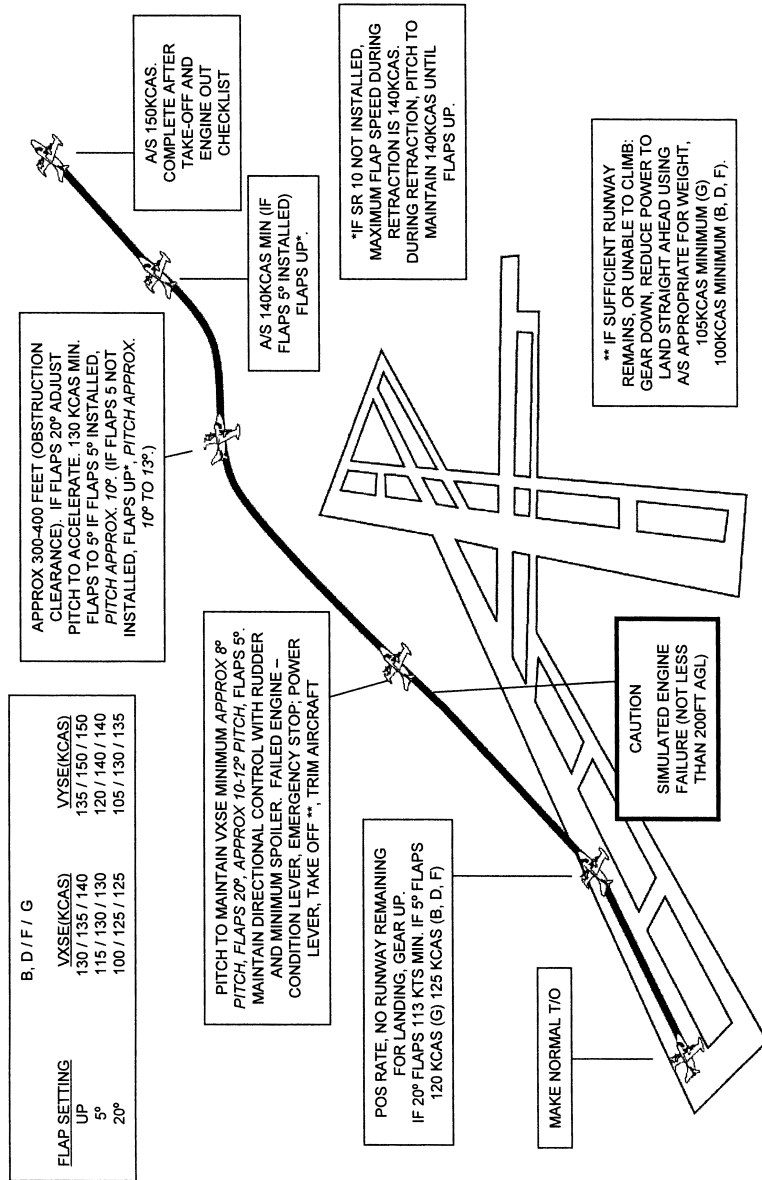 B, D / F / G
FLAP SETTING VXSE(KCAS) VYSE(KCAS)
UP 130 / 135 / 140 135 / 150 / 150
5º 115 / 130 / 130 120 / 140 / 140
20º 100 / 125 / 125 105 / 130 / 135
APPROX 300-400 FEET (OBSTRUCTION
CLEARANCE). IF FLAPS 20º ADJUST
PITCH TO ACCELERATE. 130 KCAS MIN.
FLAPS TO 5º IF FLAPS 5º INSTALLED,
PITCH APPROX. 10º. (IF FLAPS 5 NOT
INSTALLED, FLAPS UP*, PITCH APPROX.
10º TO 13º.)
A/S 150KCAS.
COMPLETE AFTER
TAKE-OFF AND
ENGINE OUT
CHECKLIST
A/S 140KCAS MIN (IF
FLAPS 5º INSTALLED)
FLAPS UP*.
PITCH TO MAINTAIN VXSE MINIMUM APPROX 8º
PITCH, FLAPS 20º, APPROX 10-12º PITCH, FLAPS 5º.
MAINTAIN DIRECTIONAL CONTROL WITH RUDDER
AND MINIMUM SPOILER. FAILED ENGINE –
CONDITION LEVER, EMERGENCY STOP; POWER
LEVER, TAKE OFF **, TRIM AIRCRAFT
*IF SR 10 NOT INSTALLED,
MAXIMUM FLAP SPEED DURING
RETRACTION IS 140KCAS.
DURING RETRACTION, PITCH TO
MAINTAIN 140KCAS UNTIL
FLAPS UP.
POS RATE, NO RUNWAY REMAINING
FOR LANDING, GEAR UP.
IF 20º FLAPS 113 KTS MIN. IF 5º FLAPS
120 KCAS (G) 125 KCAS (B, D, F)
MAKE NORMAL T/O
CAUTION
SIMULATED ENGINE
FAILURE (NOT LESS
THAN 200FT AGL)
** IF SUFFICIENT RUNWAY
REMAINS, OR UNABLE TO CLIMB:
GEAR DOWN, REDUCE POWER TO
LAND STRAIGHT AHEAD USING
A/S APPROPRIATE FOR WEIGHT,
105KCAS MINIMUM (G)
100KCAS MINIMUM (B, D, F).